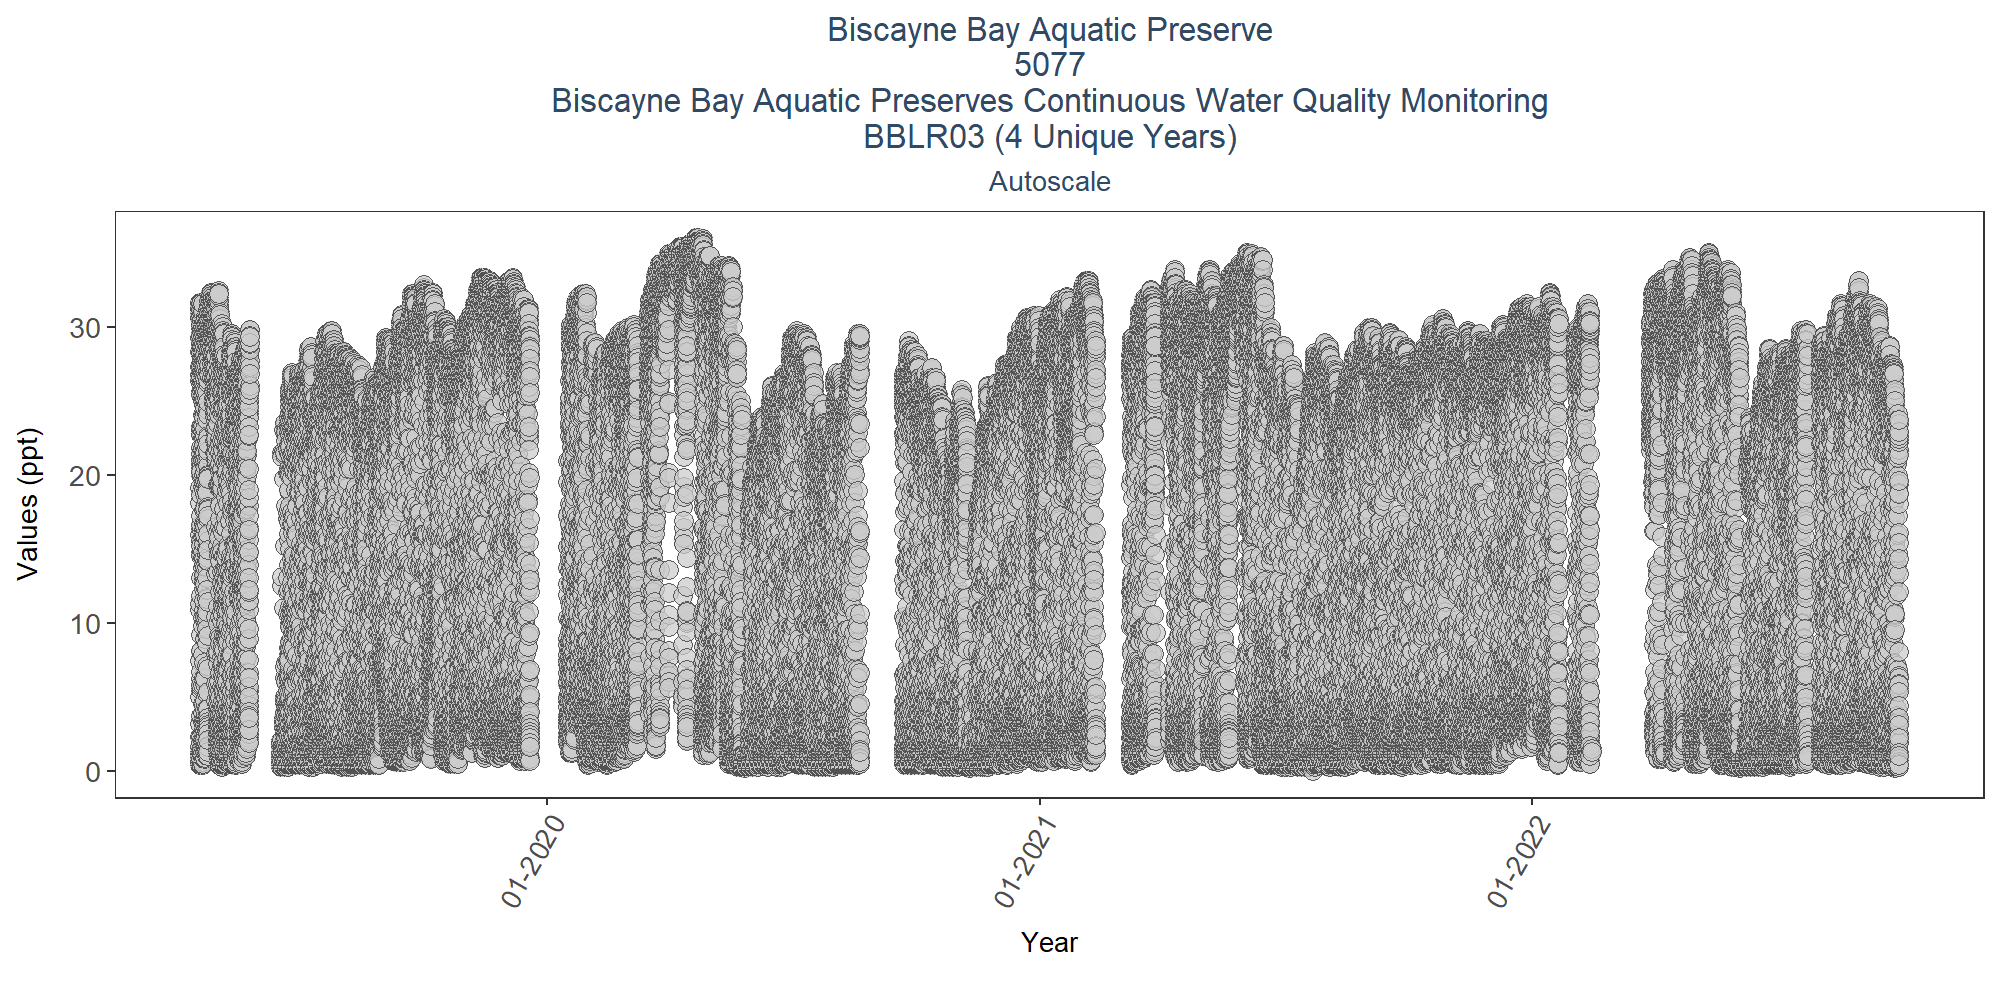 Biscayne Bay Aquatic Preserve
5077
Biscayne Bay Aquatic Preserves Continuous Water Quality Monitoring
BBLR03 (4 Unique Years)
Autoscale
Values (ppt)
30
20
10
0
01-2020
01-2021
01-2022
Year